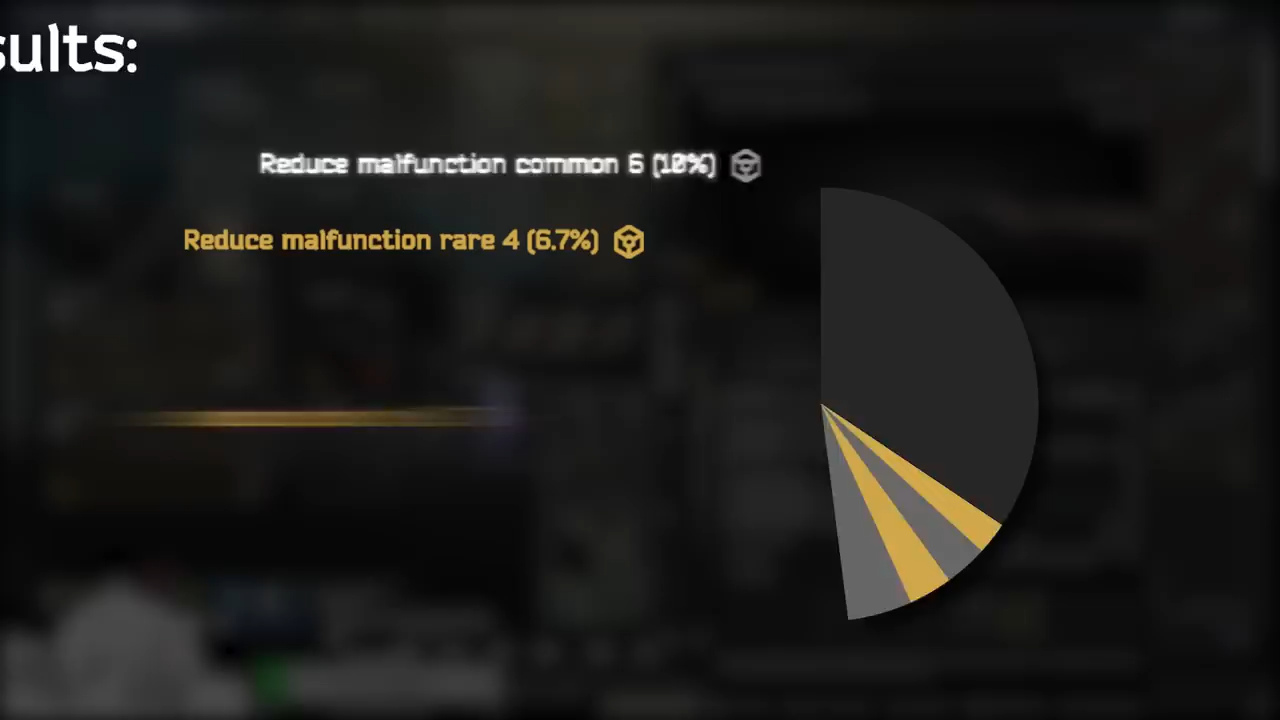 sults:
Reduce malfunction common 6 (10%)
Reduce malfunction rare 4 (6.7%)